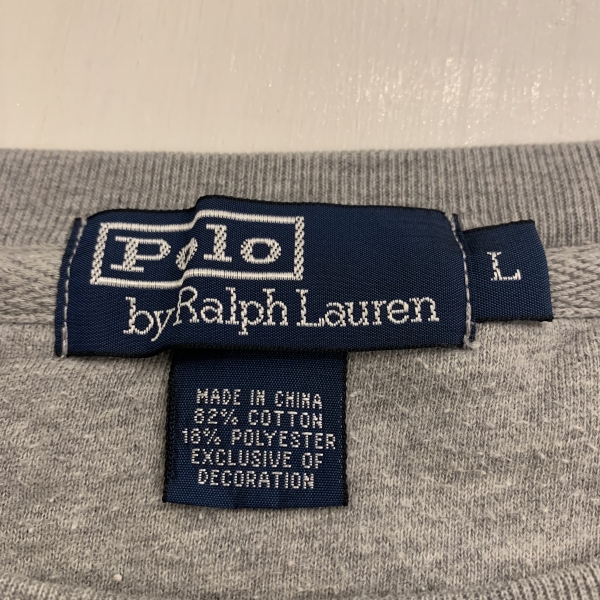 Polo
by Ralph Lauren
L
MADE IN CHINA
82% COTTON
18% POLYESTER
EXCLUSIVE OF
DECORATION